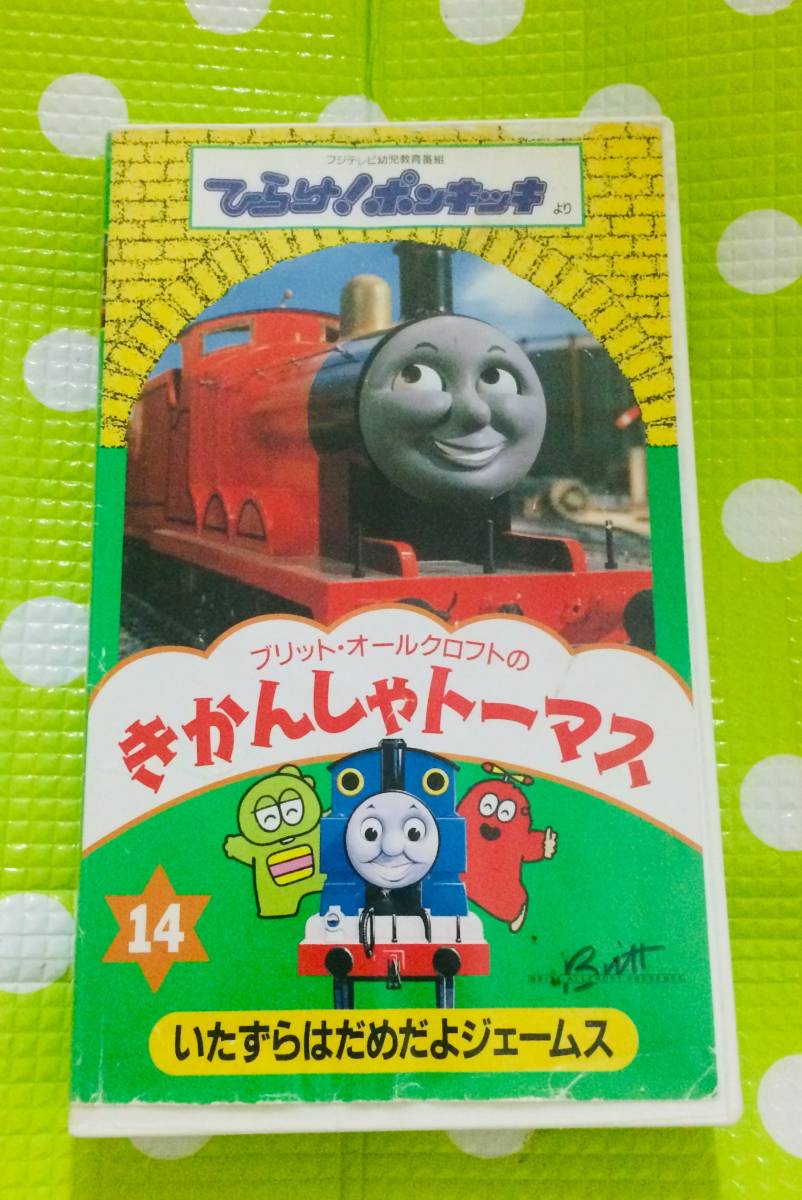 フジテレビ幼児教育番組
ひらけ!ポンキッキ より
ブリット・オールクロフトの
きかんしゃトーマス
14
Britt
BRITT ALLCROFT PRESENTS
いたずらはだめだよジェームス